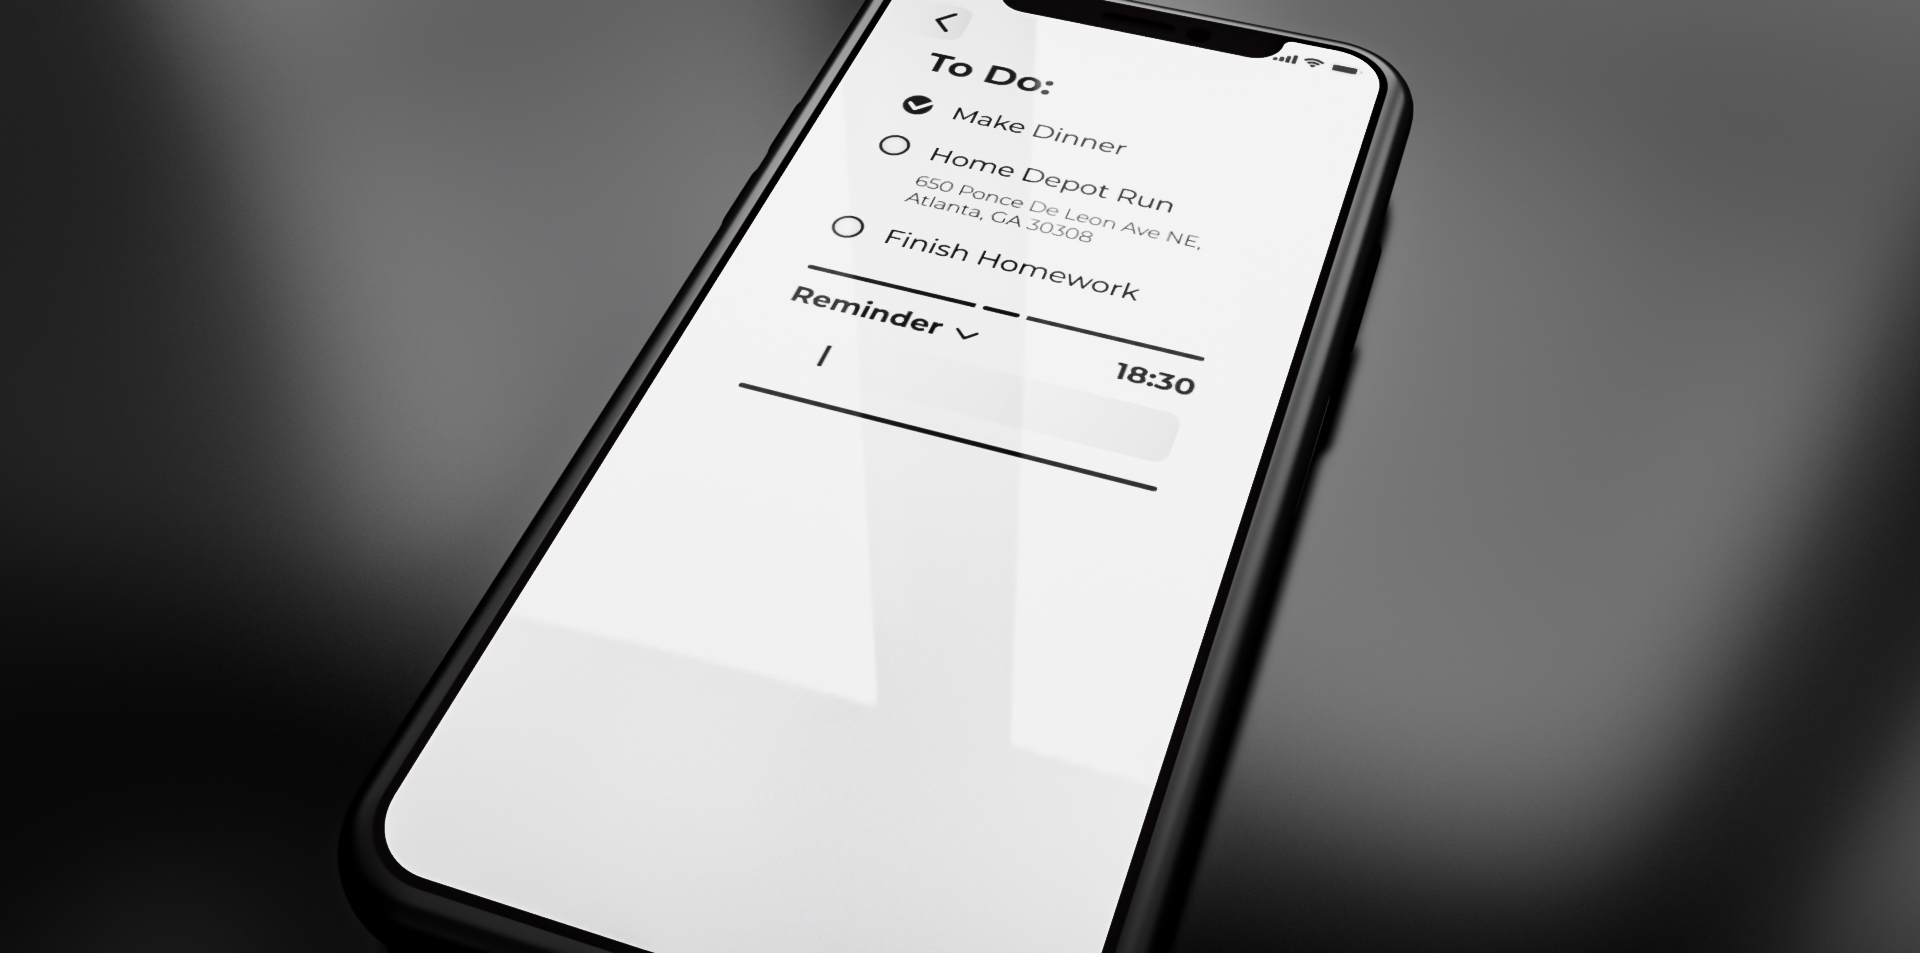 To Do:
Make Dinner
Home Depot Run
650 Ponce De Leon Ave NE,
Atlanta, GA 30308
Finish Homework
Reminder
18:30